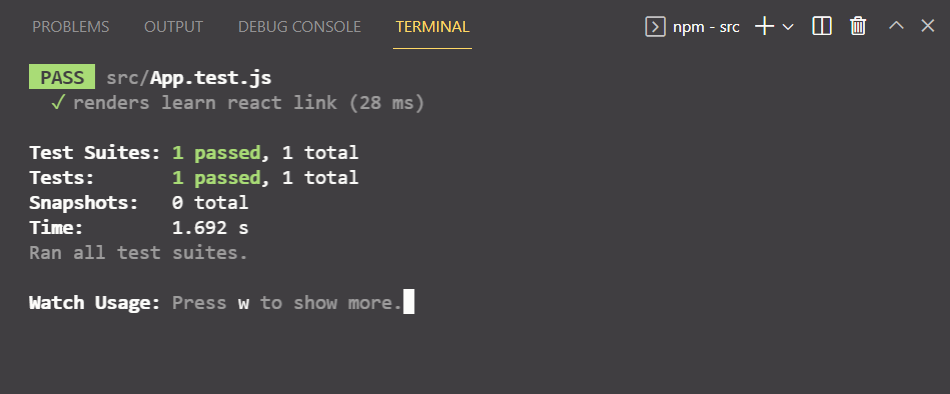 PROBLEMS OUTPUT DEBUG CONSOLE TERMINAL npm - src
PASS src/App.test.js
✓ renders learn react link (28 ms)
Test Suites: 1 passed, 1 total
Tests: 1 passed, 1 total
Snapshots: 0 total
Time: 1.692 s
Ran all test suites.
Watch Usage: Press w to show more.